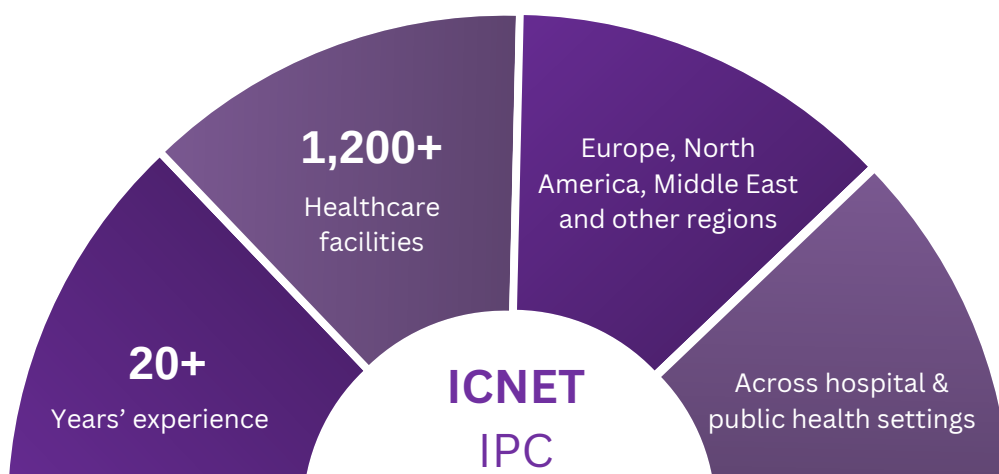 20+
Years’ experience
1,200+
Healthcare
facilities
Europe, North
America, Middle East
and other regions
Across hospital &
public health settings
ICNET
IPC